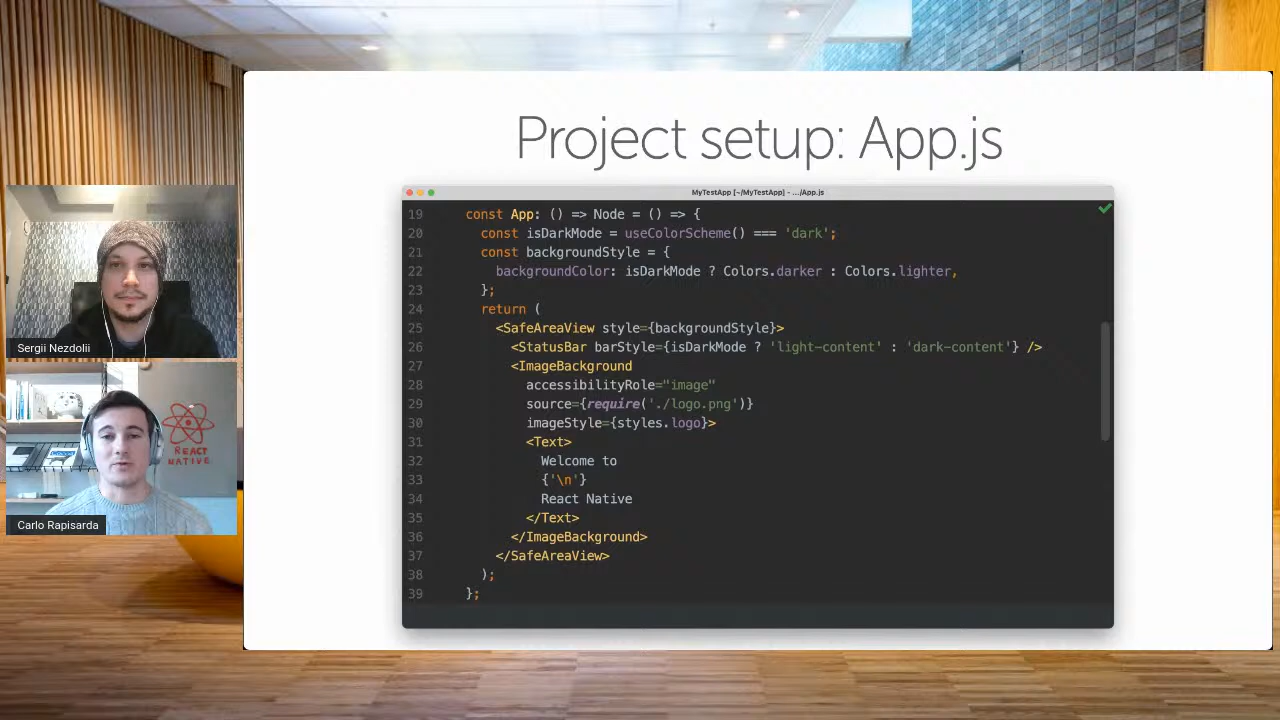 Project setup: App.js
MyTestApp [~/MyTestApp] - .../App.js
19 const App: () => Node = () => {
20 const isDarkMode = useColorScheme() === 'dark';
21 const backgroundStyle = {
22 backgroundColor: isDarkMode ? Colors.darker : Colors.lighter,
23 };
24 return (
25 <SafeAreaView style={backgroundStyle}>
26 <StatusBar barStyle={isDarkMode ? 'light-content' : 'dark-content'} />
27 <ImageBackground
28 accessibilityRole="image"
29 source={require('./logo.png')}
30 imageStyle={styles.logo}>
31 <Text>
32 Welcome to
33 {'\n'}
34 React Native
35 </Text>
36 </ImageBackground>
37 </SafeAreaView>
38 );
39 };
Sergii Nezdolii
REACT
NATIVE
Carlo Rapisarda